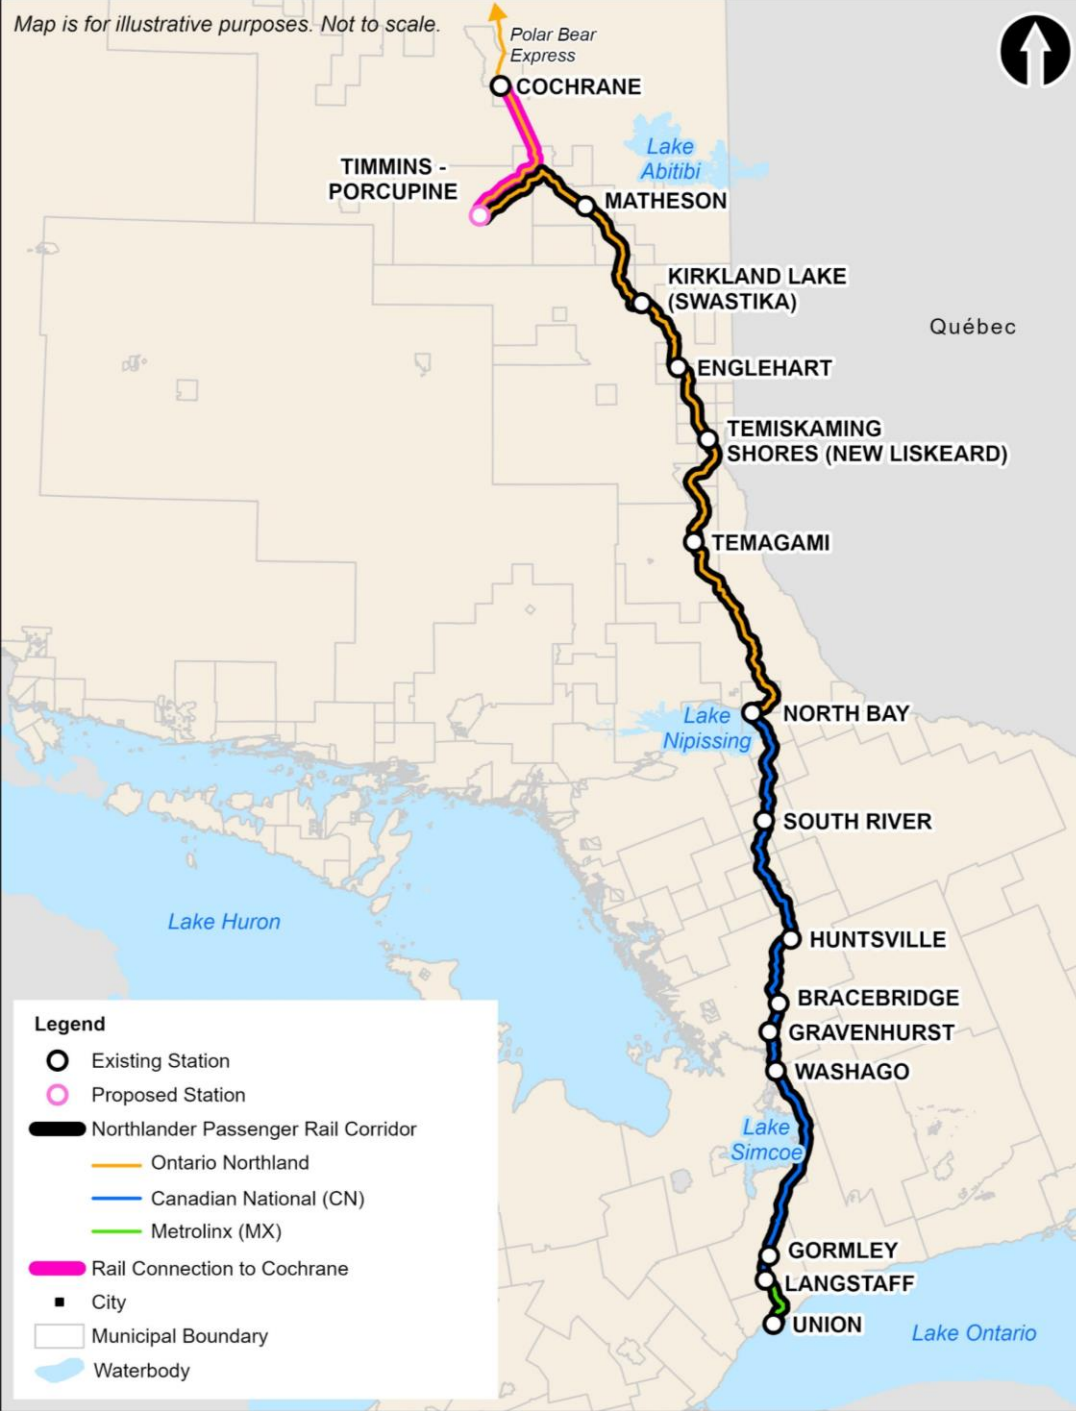 Map is for illustrative purposes. Not to scale.
Polar Bear
Express
COCHRANE
Lake
Abitibi
TIMMINS -
PORCUPINE
MATHESON
KIRKLAND LAKE
(SWASTIKA)
Québec
ENGLEHART
TEMISKAMING
SHORES (NEW LISKEARD)
TEMAGAMI
Lake
Nipissing
NORTH BAY
SOUTH RIVER
Lake Huron
HUNTSVILLE
BRACEBRIDGE
GRAVENHURST
WASHAGO
Lake
Simcoe
GORMLEY
LANGSTAFF
UNION
Lake Ontario
Legend
Existing Station
Proposed Station
Northlander Passenger Rail Corridor
Ontario Northland
Canadian National (CN)
Metrolinx (MX)
Rail Connection to Cochrane
City
Municipal Boundary
Waterbody